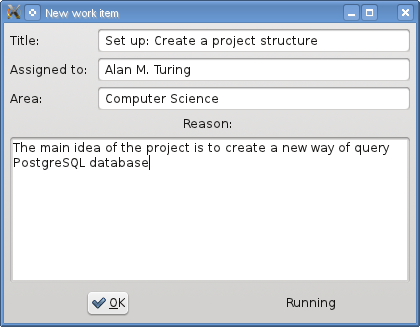 New work item
Title: Set up: Create a project structure
Assigned to: Alan M. Turing
Area: Computer Science
Reason:
The main idea of the project is to create a new way of query
PostgreSQL database
OK Running